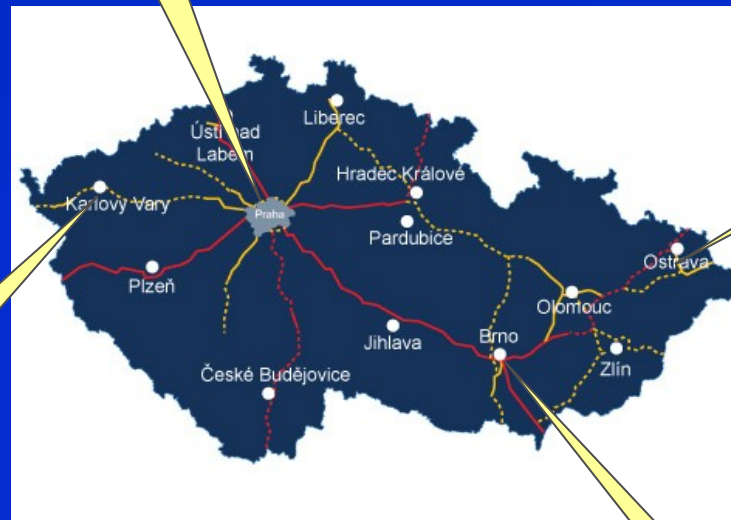 Liberec
Ústí nad
Labem
Hradec Králové
Karlovy Vary
Praha
Pardubice
Ostrava
Plzeň
Olomouc
Jihlava
Brno
Zlín
České Budějovice